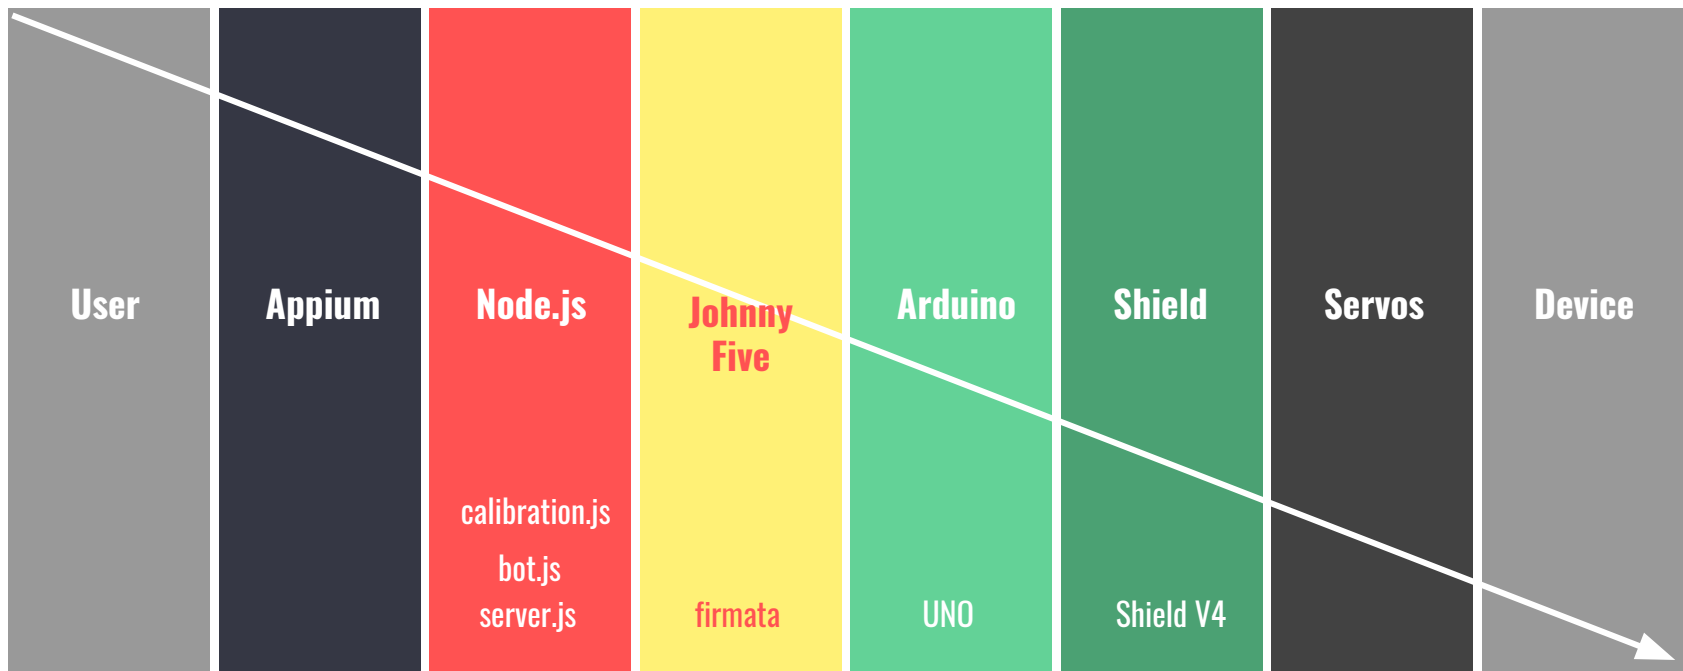 User
Appium
Node.js
Johnny
Five
Arduino
Shield
Servos
Device
calibration.js
bot.js
server.js
firmata
UNO
Shield V4